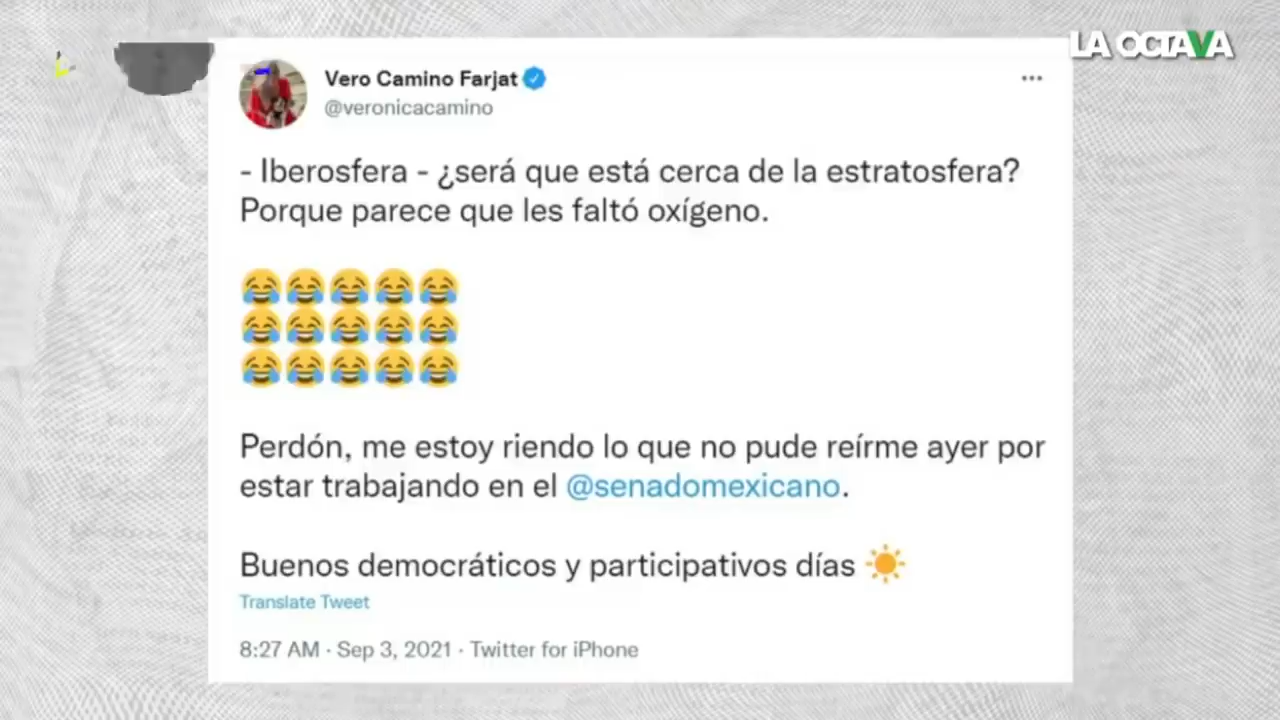 LA OCTAVA
Vero Camino Farjat
@veronicacamino
- Iberosfera - ¿será que está cerca de la estratosfera?
Porque parece que les faltó oxígeno.
😂😂😂😂😂
😂😂😂😂😂
😂😂😂😂😂
Perdón, me estoy riendo lo que no pude reírme ayer por
estar trabajando en el @senadomexicano.
Buenos democráticos y participativos días ☀️
Translate Tweet
8:27 AM · Sep 3, 2021 · Twitter for iPhone